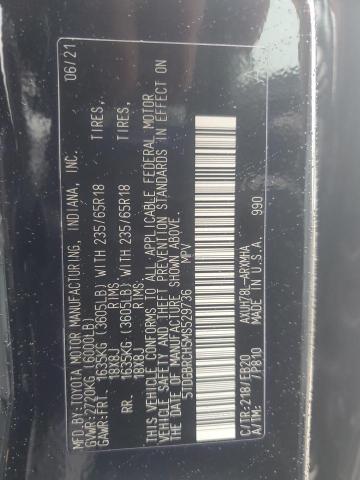 MFD.BY:TOYOTA MOTOR MANUFACTURING, INDIANA, INC. 06/21
GVWR:2720KG (6000LB)
GAWR:FRT. 1635KG (3605LB) WITH 235/65R18 TIRES,
18X8J RIMS,
RR. 1635KG (3605LB) WITH 235/65R18 TIRES,
18X8J RIMS,
THIS VEHICLE CONFORMS TO ALL APPLICABLE FEDERAL MOTOR
VEHICLE SAFETY AND THEFT PREVENTION STANDARDS IN EFFECT ON
THE DATE OF MANUFACTURE SHOWN ABOVE.
5TDGBRCH5MS529736 MPV
AXUH78L-ARXMHA
C/TR:218/EB20 MADE IN U.S.A.
A/TM: /P810 990